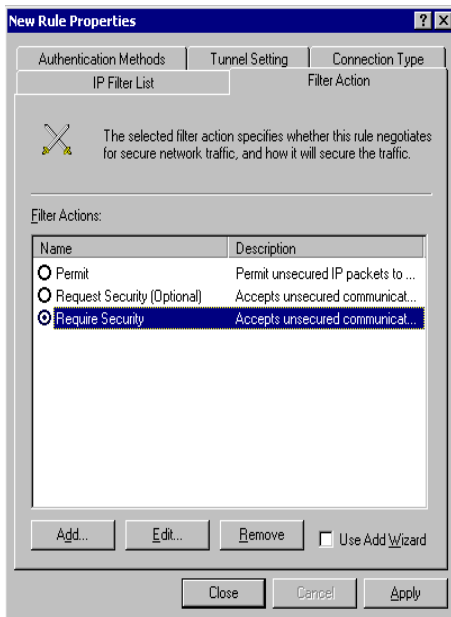 New Rule Properties
Authentication Methods Tunnel Setting Connection Type
IP Filter List Filter Action
The selected filter action specifies whether this rule negotiates
for secure network traffic, and how it will secure the traffic.
Filter Actions:
Name Description
Permit Permit unsecured IP packets to ...
Request Security (Optional) Accepts unsecured communicat...
Require Security Accepts unsecured communicat...
Add... Edit... Remove Use Add Wizard
Close Cancel Apply